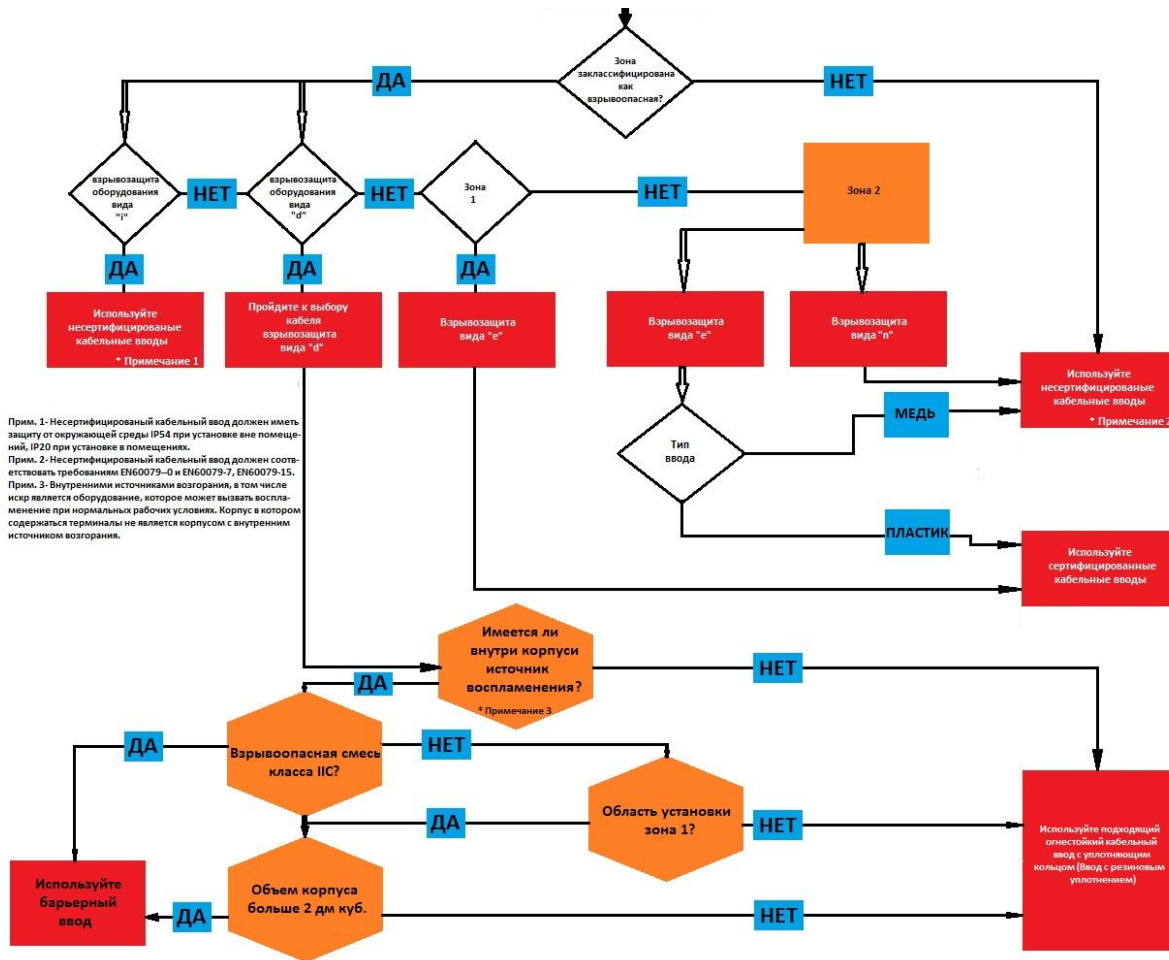 Зона
заклассифицирована
как
взрывоопасная?
ДА
НЕТ
взрывозащита
оборудования
вида
"i"
НЕТ
взрывозащита
оборудования
вида
"d"
НЕТ
Зона
1
НЕТ
Зона 2
ДА
ДА
ДА
Используйте
несертифицированые
кабельные вводы
* Примечание 1
Пройдите к выбору
кабеля
взрывозащита
вида "d"
Взрывозащита
вида "e"
Взрывозащита
вида "e"
Взрывозащита
вида "n"
Используйте
несертифицированые
кабельные вводы
* Примечание 2
МЕДЬ
Тип
ввода
ПЛАСТИК
Используйте
сертифицированные
кабельные вводы
Прим. 1- Несертифицированый кабельный ввод должен иметь
защиту от окружающей среды IP54 при установке вне помеще-
ний, IP20 при установке в помещениях.
Прим. 2- Несертифицированый кабельный ввод должен соотв-
етствовать требованиям EN60079--0 и EN60079-7, EN60079-15.
Прим. 3- Внутренними источниками возгорания, в том числе
искр является оборудование, которое может вызвать воспла-
менение при нормальных рабочих условиях. Корпус в котором
содержаться терминалы не является корпусом с внутренним
источником возгорания.
Имеется ли
внутри корпуси
источник
воспламенения?
* Примечание 3
НЕТ
ДА
Взрывоопасная смесь
класса IIC?
ДА
НЕТ
Область установки
зона 1?
ДА
НЕТ
Используйте подходящий
огнестойкий кабельный
ввод с уплотняющим
кольцом (Ввод с резиновым
уплотнением)
Используйте
барьерный
ввод
Объем корпуса
больше 2 дм куб.
ДА
НЕТ